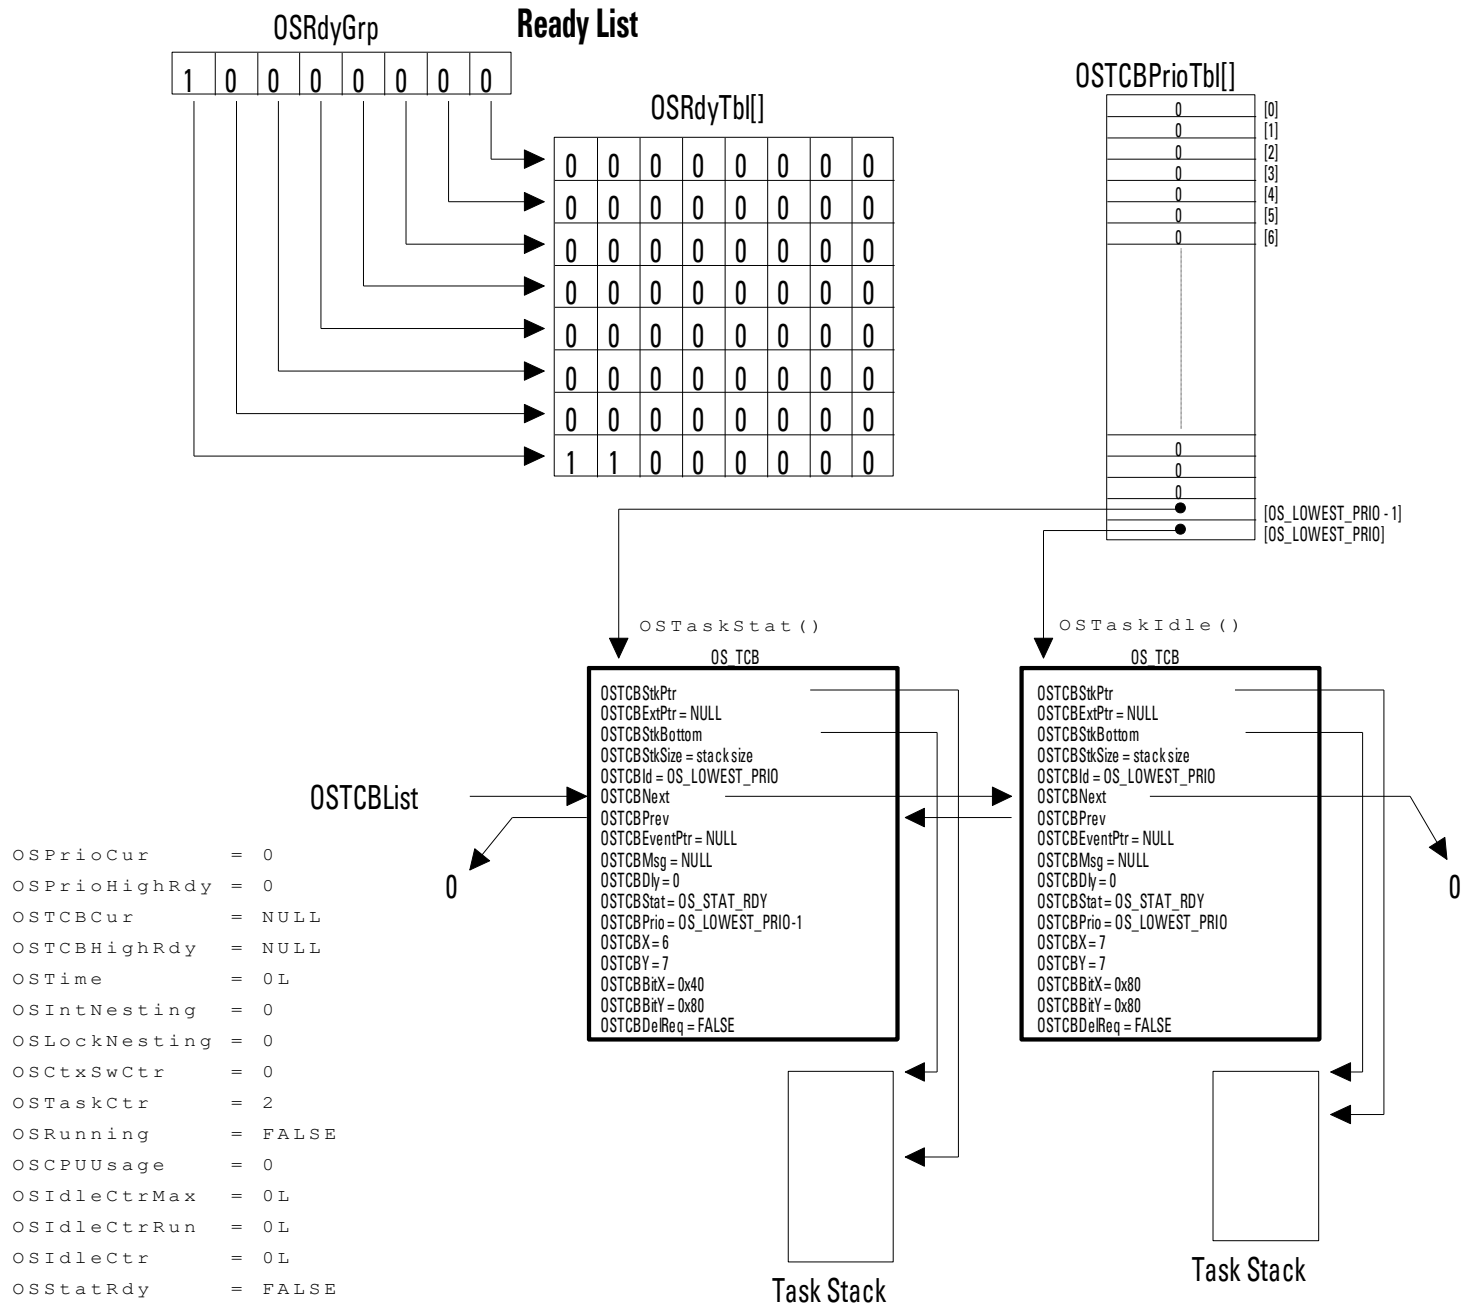 OSRdyGrp
Ready List
1 0 0 0 0 0 0 0
OSRdyTbl[]
0 0 0 0 0 0 0 0
0 0 0 0 0 0 0 0
0 0 0 0 0 0 0 0
0 0 0 0 0 0 0 0
0 0 0 0 0 0 0 0
0 0 0 0 0 0 0 0
0 0 0 0 0 0 0 0
1 1 0 0 0 0 0 0
OSTCBPrioTbl[]
0 [0]
0 [1]
0 [2]
0 [3]
0 [4]
0 [5]
0 [6]
0
0
0
[OS_LOWEST_PRIO - 1]
[OS_LOWEST_PRIO]
OSTaskStat()
OS_TCB
OSTCBStkPtr
OSTCBExtPtr = NULL
OSTCBStkBottom
OSTCBStkSize = stack size
OSTCBId = OS_LOWEST_PRIO
OSTCBNext
OSTCBPrev
OSTCBEventPtr = NULL
OSTCBMsg = NULL
OSTCBDly = 0
OSTCBStat = OS_STAT_RDY
OSTCBPrio = OS_LOWEST_PRIO-1
OSTCBX = 6
OSTCBY = 7
OSTCBBitX = 0x40
OSTCBBitY = 0x80
OSTCBDelReq = FALSE
OSTaskIdle()
OS_TCB
OSTCBStkPtr
OSTCBExtPtr = NULL
OSTCBStkBottom
OSTCBStkSize = stack size
OSTCBId = OS_LOWEST_PRIO
OSTCBNext
OSTCBPrev
OSTCBEventPtr = NULL
OSTCBMsg = NULL
OSTCBDly = 0
OSTCBStat = OS_STAT_RDY
OSTCBPrio = OS_LOWEST_PRIO
OSTCBX = 7
OSTCBY = 7
OSTCBBitX = 0x80
OSTCBBitY = 0x80
OSTCBDelReq = FALSE
OSTCBList
0
0
OSPrioCur = 0
OSPrioHighRdy = 0
OSTCBCur = NULL
OSTCBHighRdy = NULL
OSTime = 0L
OSIntNesting = 0
OSLockNesting = 0
OSCtxSwCtr = 0
OSTaskCtr = 2
OSRunning = FALSE
OSCPUUsage = 0
OSIdleCtrMax = 0L
OSIdleCtrRun = 0L
OSIdleCtr = 0L
OSStatRdy = FALSE
Task Stack
Task Stack